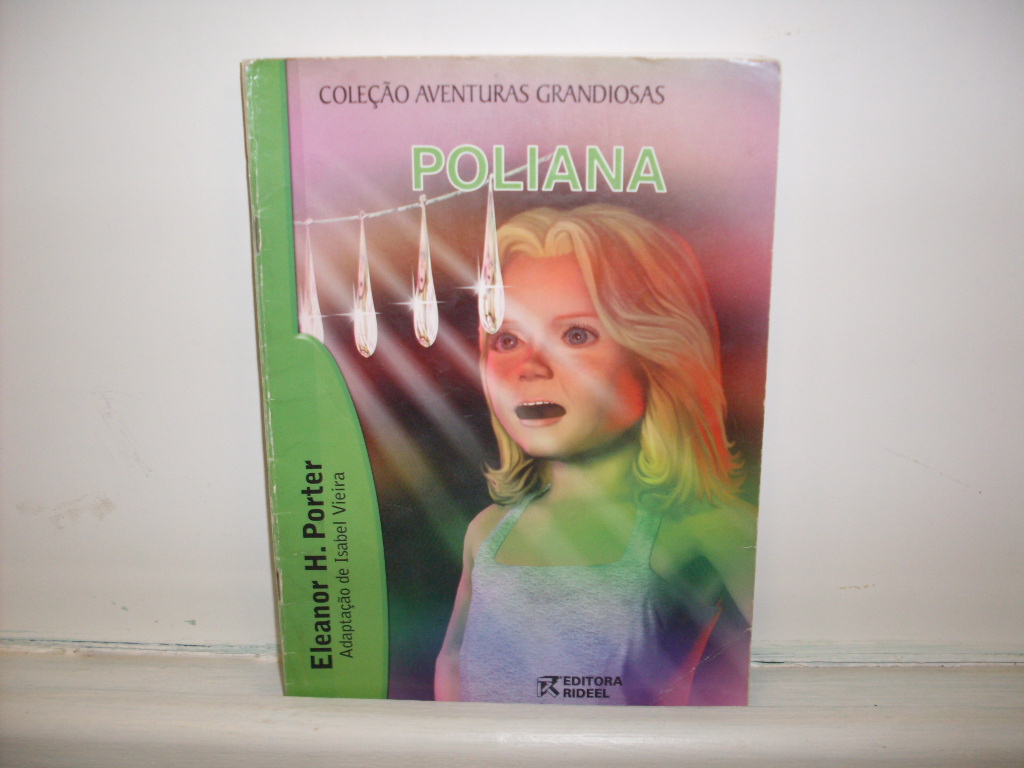 COLEÇÃO AVENTURAS GRANDIOSAS
POLIANA
Eleanor H. Porter
Adaptação de Isabel Vieira
EDITORA
RIDEEL